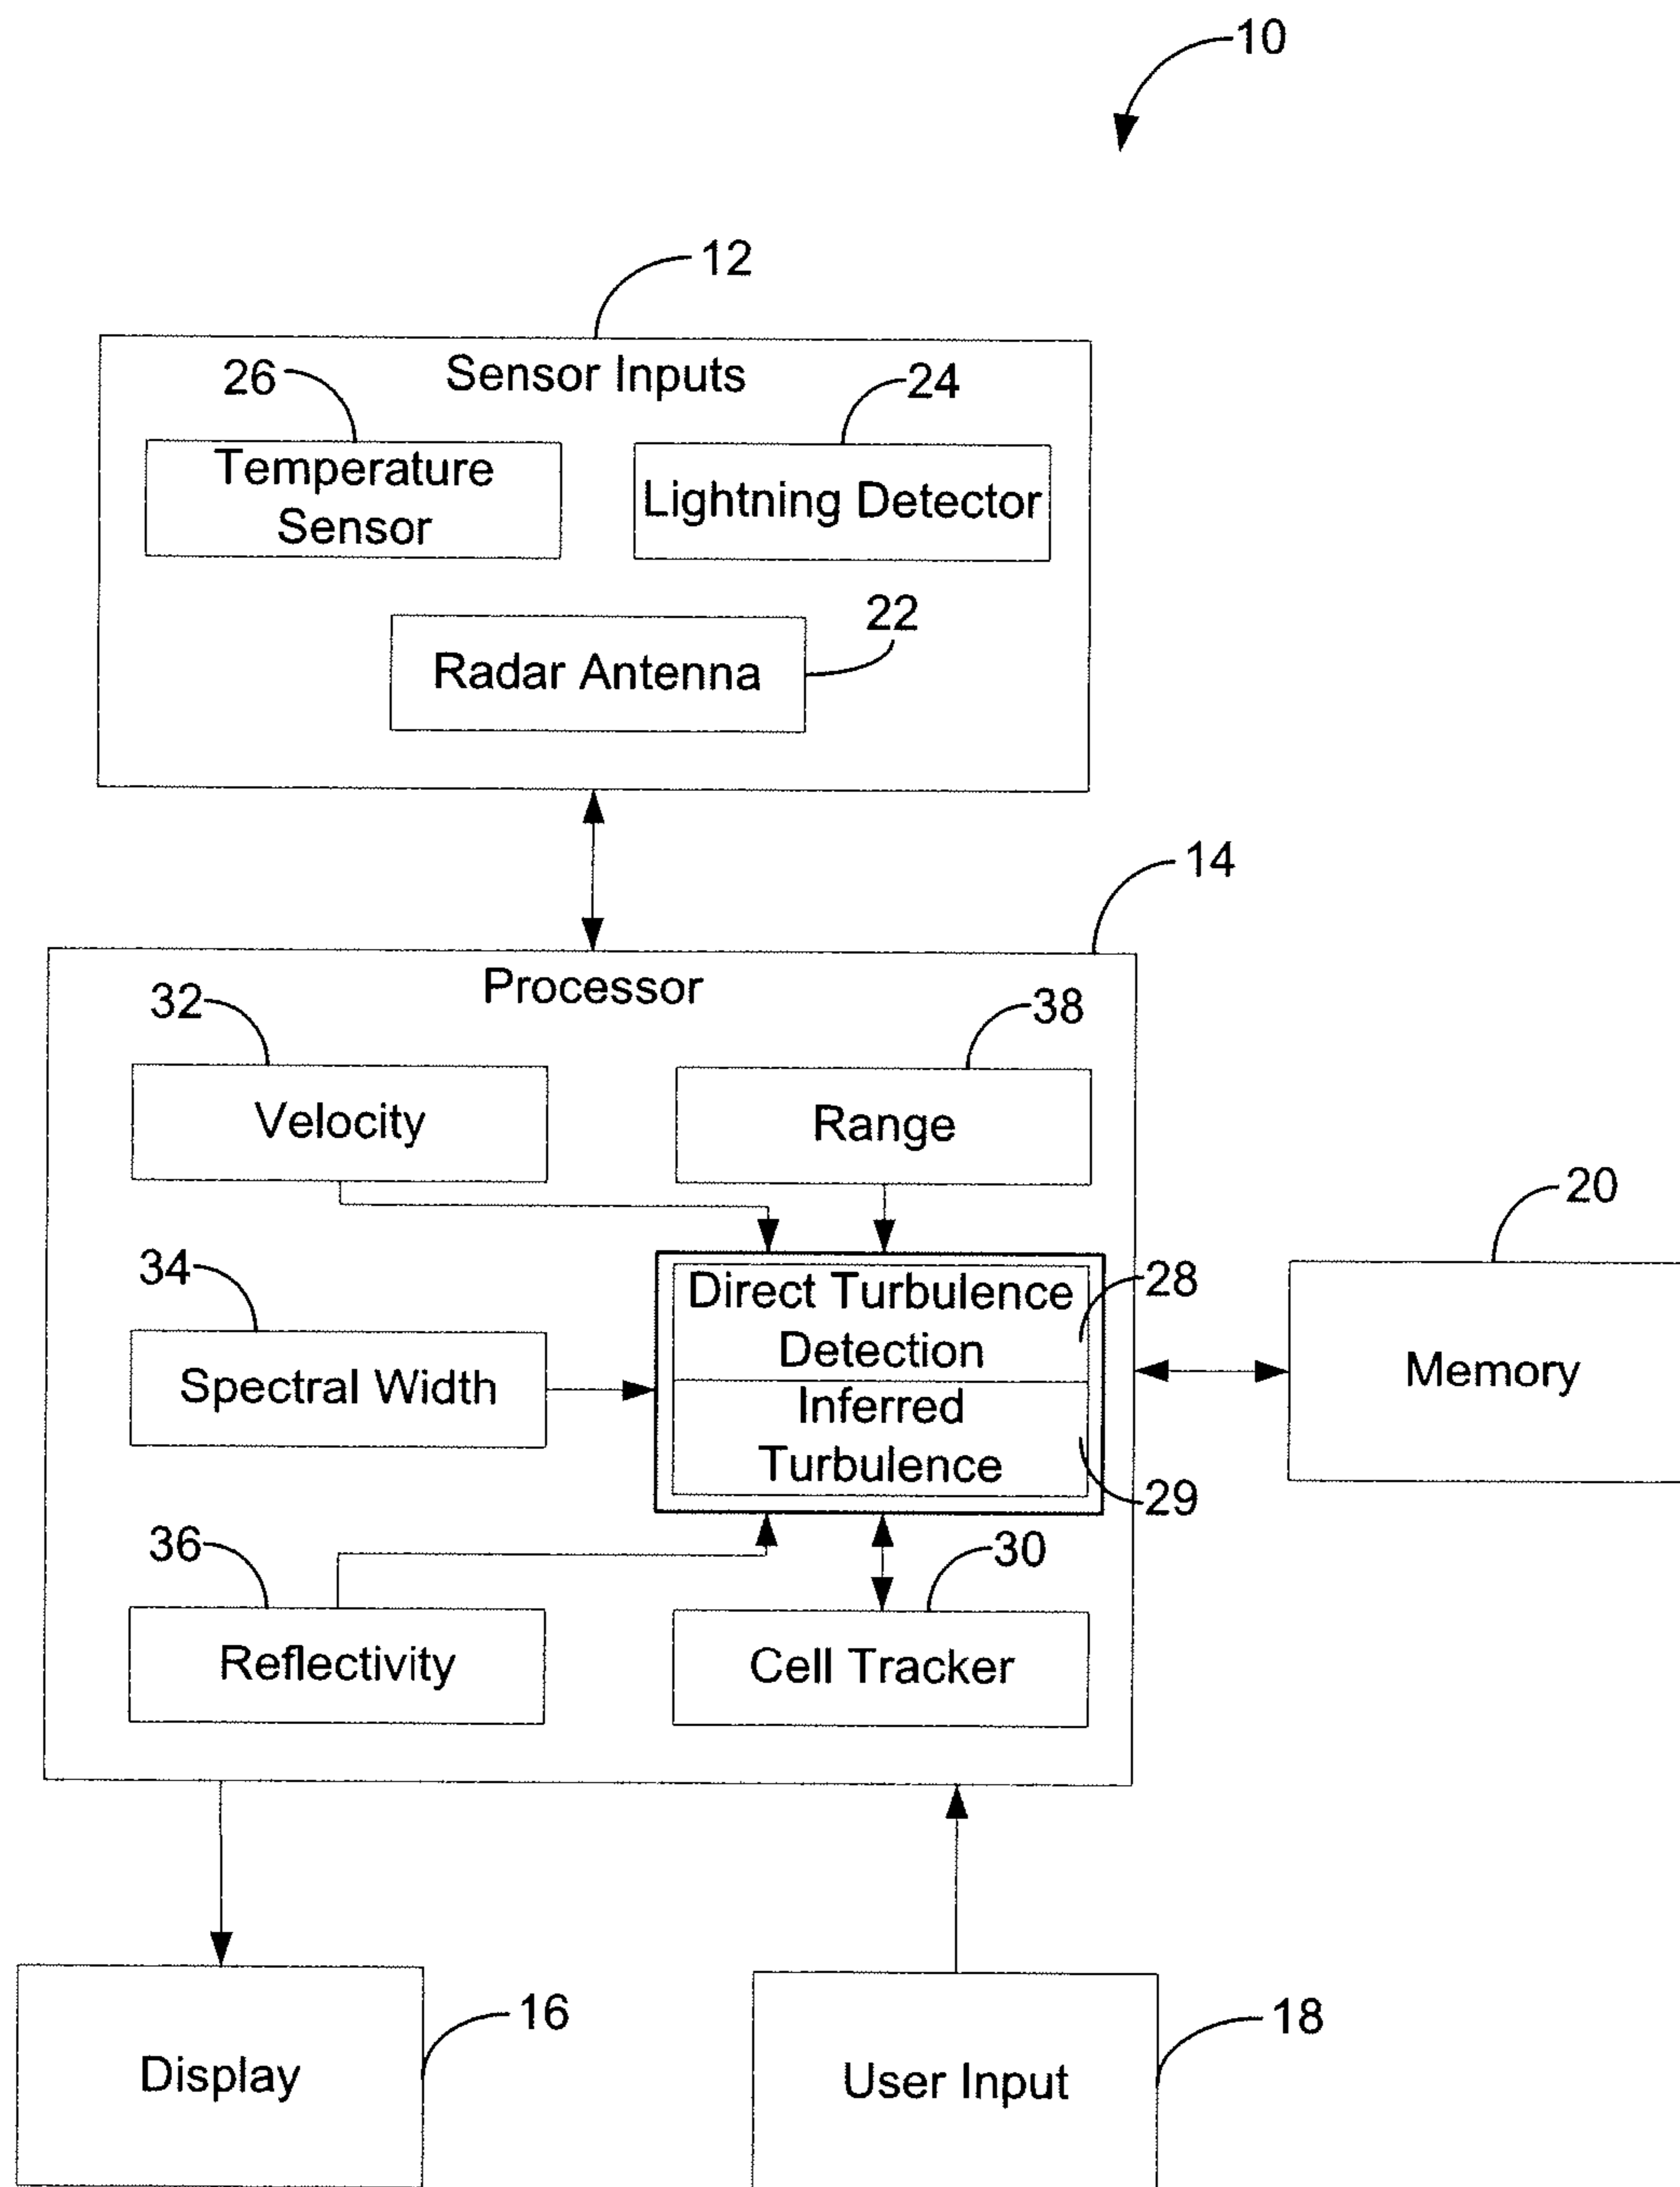 10
12
Sensor Inputs
26
24
Temperature
Sensor
Lightning Detector
22
Radar Antenna
14
Processor
32
38
Velocity
Range
20
34
Direct Turbulence
Detection
28
Spectral Width
Memory
Inferred
Turbulence
29
36
30
Reflectivity
Cell Tracker
16
18
Display
User Input